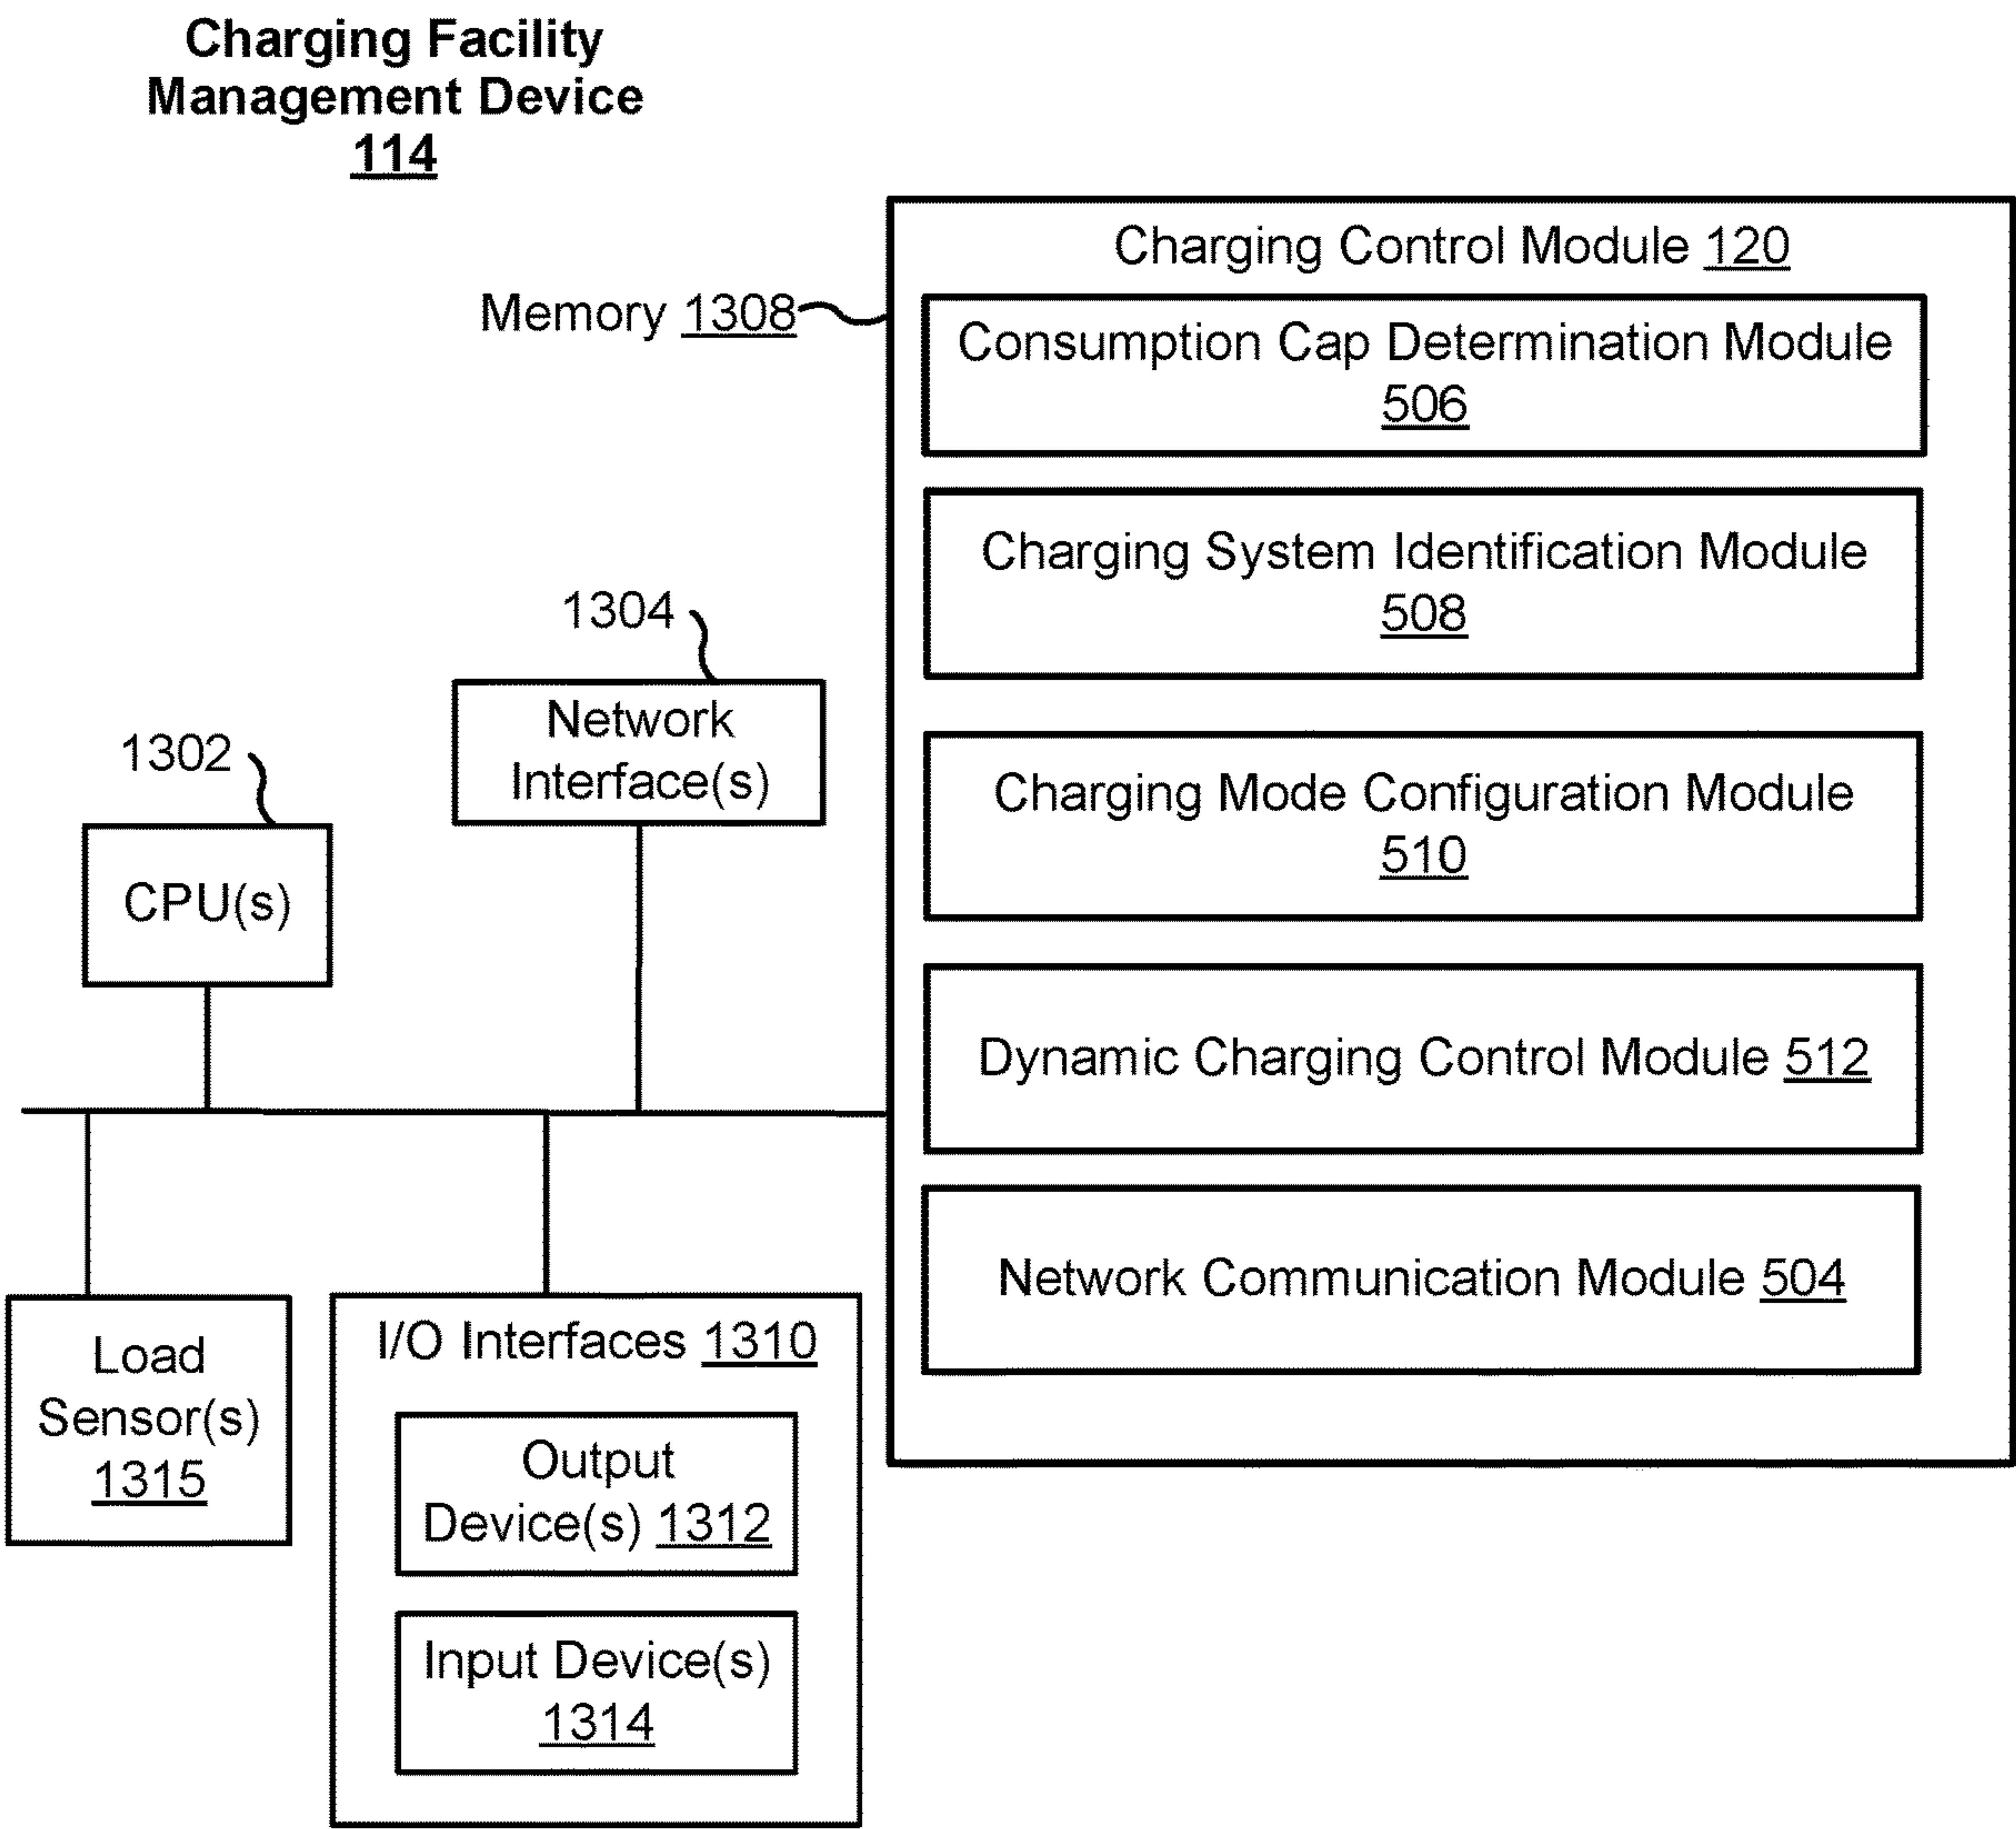 Charging Facility
Management Device
114
Charging Control Module 120
Memory 1308
Consumption Cap Determination Module
506
Charging System Identification Module
508
1304
Network
Interface(s)
1302
CPU(s)
Charging Mode Configuration Module
510
Dynamic Charging Control Module 512
Network Communication Module 504
Load
Sensor(s)
1315
I/O Interfaces 1310
Output
Device(s) 1312
Input Device(s)
1314